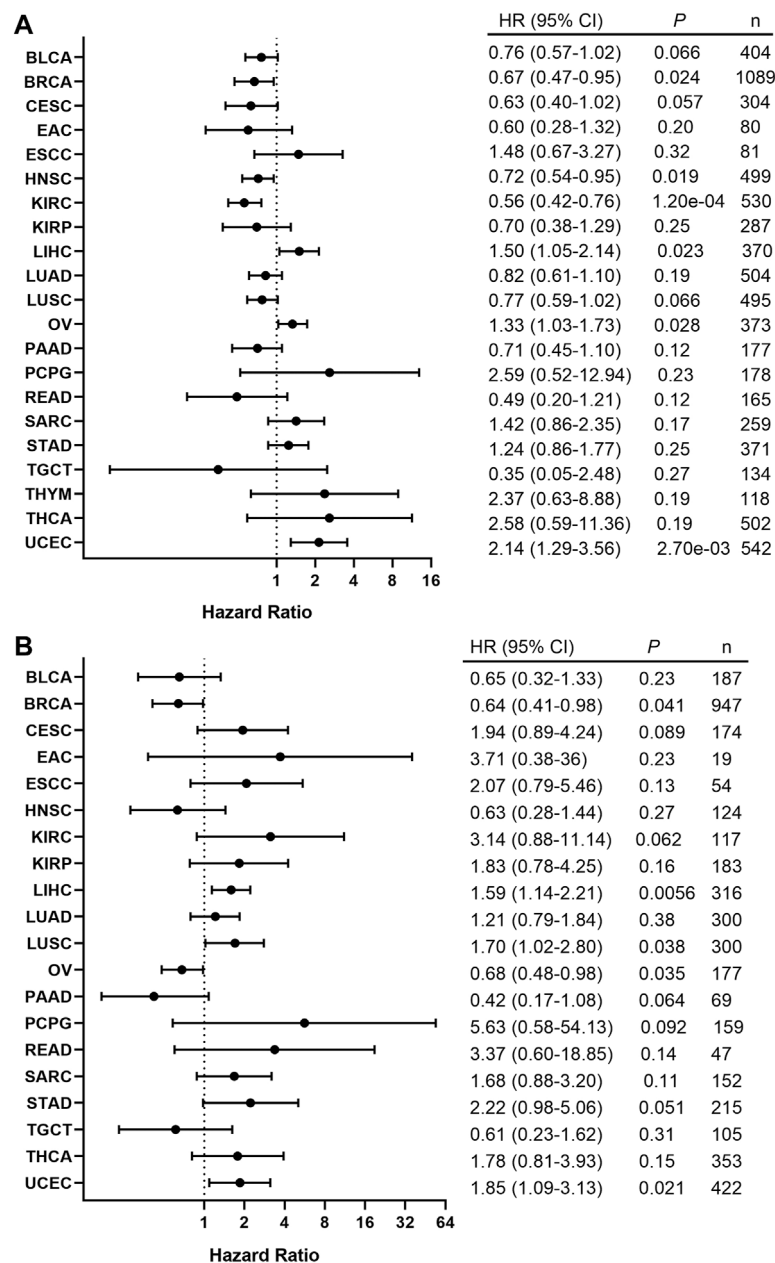 A
HR (95% CI) P n
BLCA 0.76 (0.57-1.02) 0.066 404
BRCA 0.67 (0.47-0.95) 0.024 1089
CESC 0.63 (0.40-1.02) 0.057 304
EAC 0.60 (0.28-1.32) 0.20 80
ESCC 1.48 (0.67-3.27) 0.32 81
HNSC 0.72 (0.54-0.95) 0.019 499
KIRC 0.56 (0.42-0.76) 1.20e-04 530
KIRP 0.70 (0.38-1.29) 0.25 287
LIHC 1.50 (1.05-2.14) 0.023 370
LUAD 0.82 (0.61-1.10) 0.19 504
LUSC 0.77 (0.59-1.02) 0.066 495
OV 1.33 (1.03-1.73) 0.028 373
PAAD 0.71 (0.45-1.10) 0.12 177
PCPG 2.59 (0.52-12.94) 0.23 178
READ 0.49 (0.20-1.21) 0.12 165
SARC 1.42 (0.86-2.35) 0.17 259
STAD 1.24 (0.86-1.77) 0.25 371
TGCT 0.35 (0.05-2.48) 0.27 134
THYM 2.37 (0.63-8.88) 0.19 118
THCA 2.58 (0.59-11.36) 0.19 502
UCEC 2.14 (1.29-3.56) 2.70e-03 542
1 2 4 8 16
Hazard Ratio
B
HR (95% CI) P n
BLCA 0.65 (0.32-1.33) 0.23 187
BRCA 0.64 (0.41-0.98) 0.041 947
CESC 1.94 (0.89-4.24) 0.089 174
EAC 3.71 (0.38-36) 0.23 19
ESCC 2.07 (0.79-5.46) 0.13 54
HNSC 0.63 (0.28-1.44) 0.27 124
KIRC 3.14 (0.88-11.14) 0.062 117
KIRP 1.83 (0.78-4.25) 0.16 183
LIHC 1.59 (1.14-2.21) 0.0056 316
LUAD 1.21 (0.79-1.84) 0.38 300
LUSC 1.70 (1.02-2.80) 0.038 300
OV 0.68 (0.48-0.98) 0.035 177
PAAD 0.42 (0.17-1.08) 0.064 69
PCPG 5.63 (0.58-54.13) 0.092 159
READ 3.37 (0.60-18.85) 0.14 47
SARC 1.68 (0.88-3.20) 0.11 152
STAD 2.22 (0.98-5.06) 0.051 215
TGCT 0.61 (0.23-1.62) 0.31 105
THCA 1.78 (0.81-3.93) 0.15 353
UCEC 1.85 (1.09-3.13) 0.021 422
1 2 4 8 16 32 64
Hazard Ratio